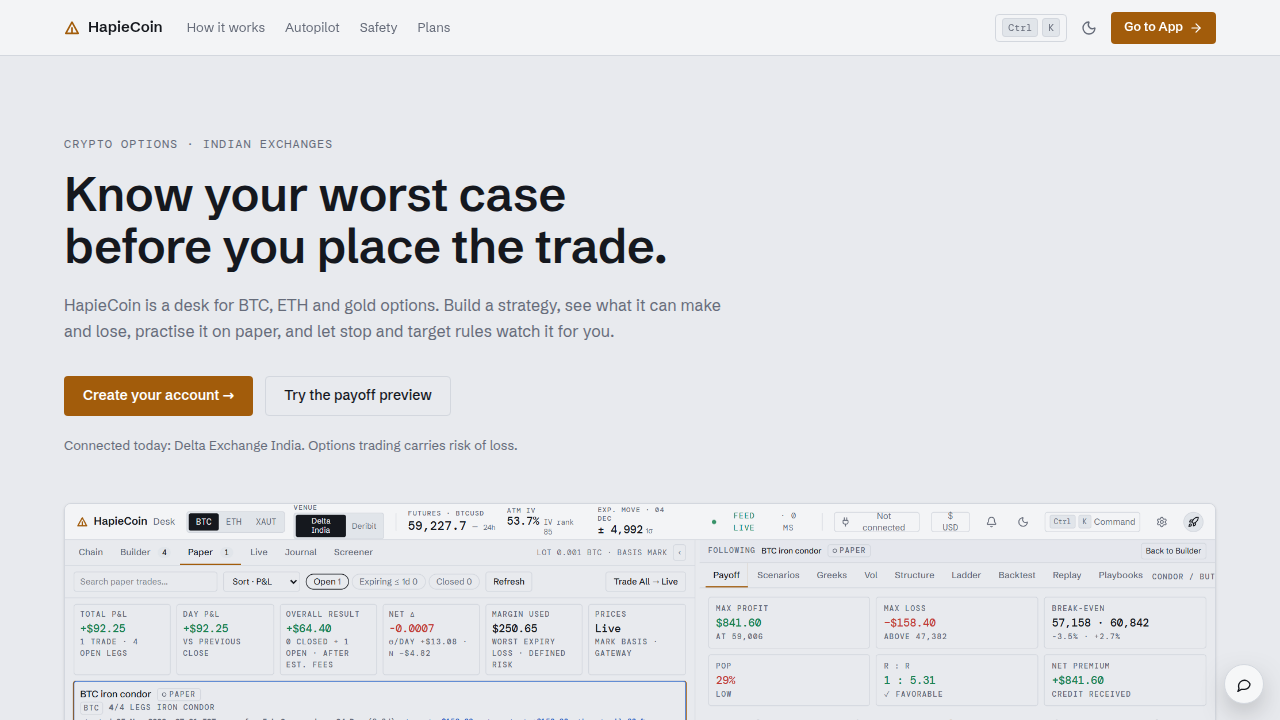 HapieCoin How it works Autopilot Safety Plans Ctrl K Go to App →
CRYPTO OPTIONS · INDIAN EXCHANGES
Know your worst case
before you place the trade.
HapieCoin is a desk for BTC, ETH and gold options. Build a strategy, see what it can make
and lose, practise it on paper, and let stop and target rules watch it for you.
Create your account → Try the payoff preview
Connected today: Delta Exchange India. Options trading carries risk of loss.
HapieCoin Desk BTC ETH XAUT
VENUE
Delta India Deribit
FUTURES · BTCUSD
59,227.7 — 24h
ATM IV
53.7% IV rank 85
EXP. MOVE · 04 DEC
± 4,992 1σ
FEED LIVE · 0 MS
Not connected
$ USD
Ctrl K Command
Chain Builder 4 Paper 1 Live Journal Screener LOT 0.001 BTC · BASIS MARK ‹
Search paper trades... Sort · P&L Open 1 Expiring ≤ 1d 0 Closed 0 Refresh Trade All → Live
TOTAL P&L
+$92.25
1 TRADE · 4
OPEN LEGS
DAY P&L
+$92.25
VS PREVIOUS
CLOSE
OVERALL RESULT
+$64.40
0 CLOSED + 1
OPEN · AFTER
EST. FEES
NET Δ
-0.0007
MARGIN USED
$250.65
WORST EXPIRY
LOSS · DEFINED
RISK
PRICES
Live
MARK BASIS ·
GATEWAY
BTC iron condor PAPER
BTC 4/4 LEGS IRON CONDOR
FOLLOWING BTC iron condor PAPER Back to Builder
Payoff Scenarios Greeks Vol Structure Ladder Backtest Replay Playbooks CONDOR / BUT
MAX PROFIT
$841.60
AT 59,006
MAX LOSS
−$158.40
ABOVE 47,382
BREAK-EVEN
57,158 · 60,842
-3.5% · +2.7%
POP
29%
LOW
R : R
1 : 5.31
✓ FAVORABLE
NET PREMIUM
+$841.60
CREDIT RECEIVED